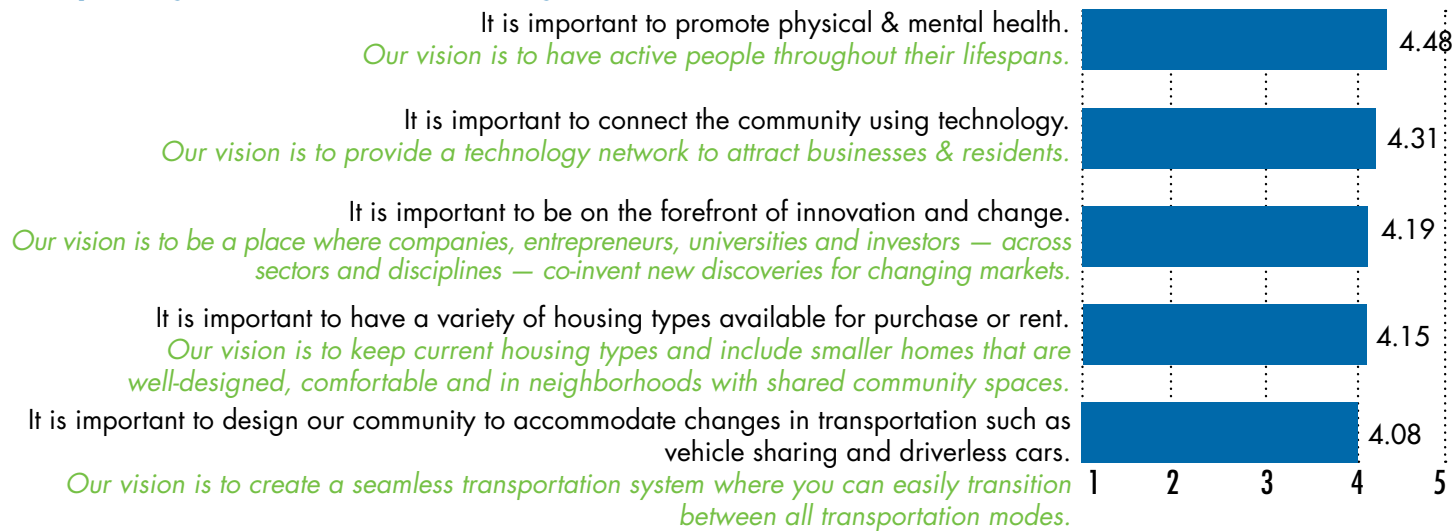 It is important to promote physical & mental health.
Our vision is to have active people throughout their lifespans.
4.48
It is important to connect the community using technology.
Our vision is to provide a technology network to attract businesses & residents.
4.31
It is important to be on the forefront of innovation and change.
Our vision is to be a place where companies, entrepreneurs, universities and investors — across
sectors and disciplines — co-invent new discoveries for changing markets.
4.19
It is important to have a variety of housing types available for purchase or rent.
Our vision is to keep current housing types and include smaller homes that are
well-designed, comfortable and in neighborhoods with shared community spaces.
4.15
It is important to design our community to accommodate changes in transportation such as
vehicle sharing and driverless cars.
Our vision is to create a seamless transportation system where you can easily transition
between all transportation modes.
4.08
1 2 3 4 5